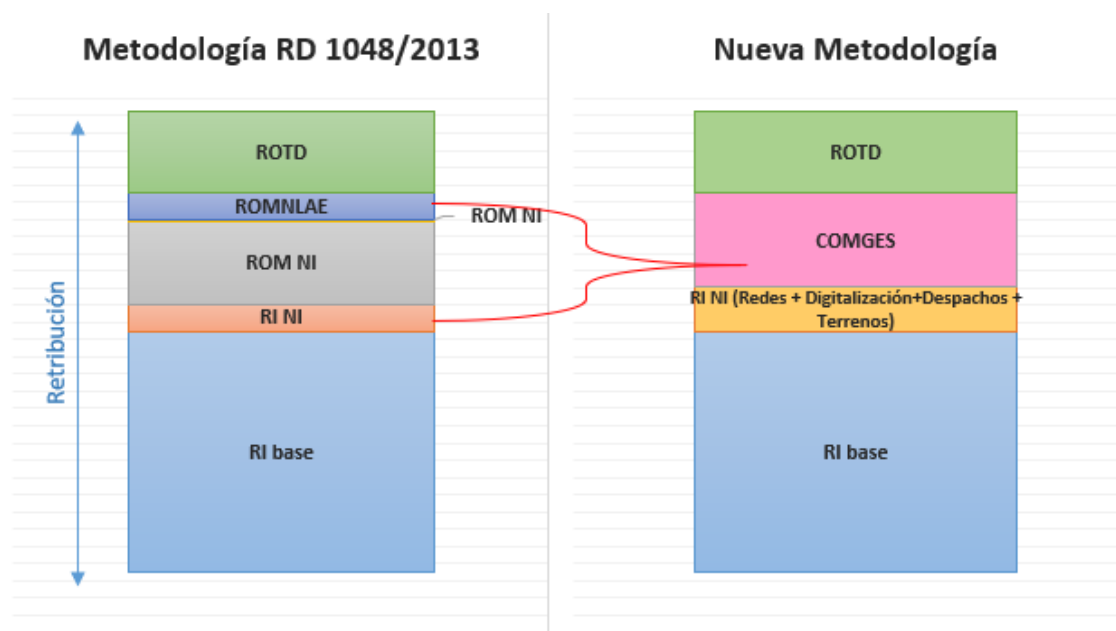 Metodología RD 1048/2013
Nueva Metodología
Retribución
ROTD
ROMNLAE
ROM NI
ROM NI
RI NI
RI base
ROTD
COMGES
RI NI (Redes + Digitalización+Despachos +
Terrenos)
RI base